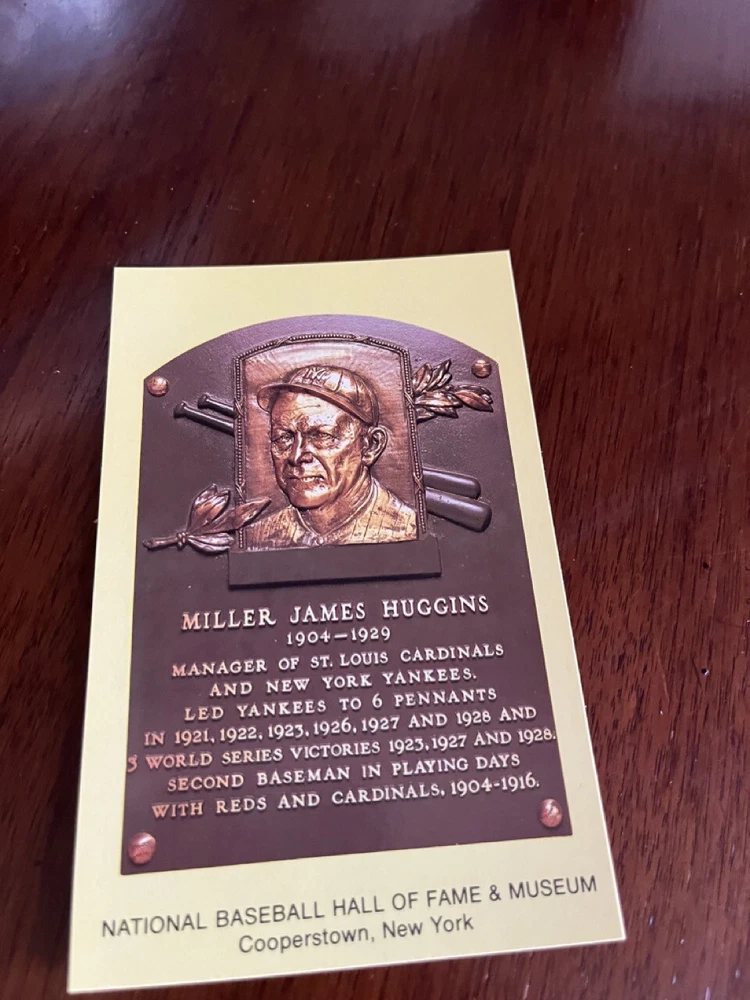 NY
MILLER JAMES HUGGINS
1904–1929
MANAGER OF ST. LOUIS CARDINALS
AND NEW YORK YANKEES.
LED YANKEES TO 6 PENNANTS
IN 1921, 1922, 1923, 1926, 1927 AND 1928 AND
3 WORLD SERIES VICTORIES 1923, 1927 AND 1928.
SECOND BASEMAN IN PLAYING DAYS
WITH REDS AND CARDINALS, 1904-1916.
NATIONAL BASEBALL HALL OF FAME & MUSEUM
Cooperstown, New York